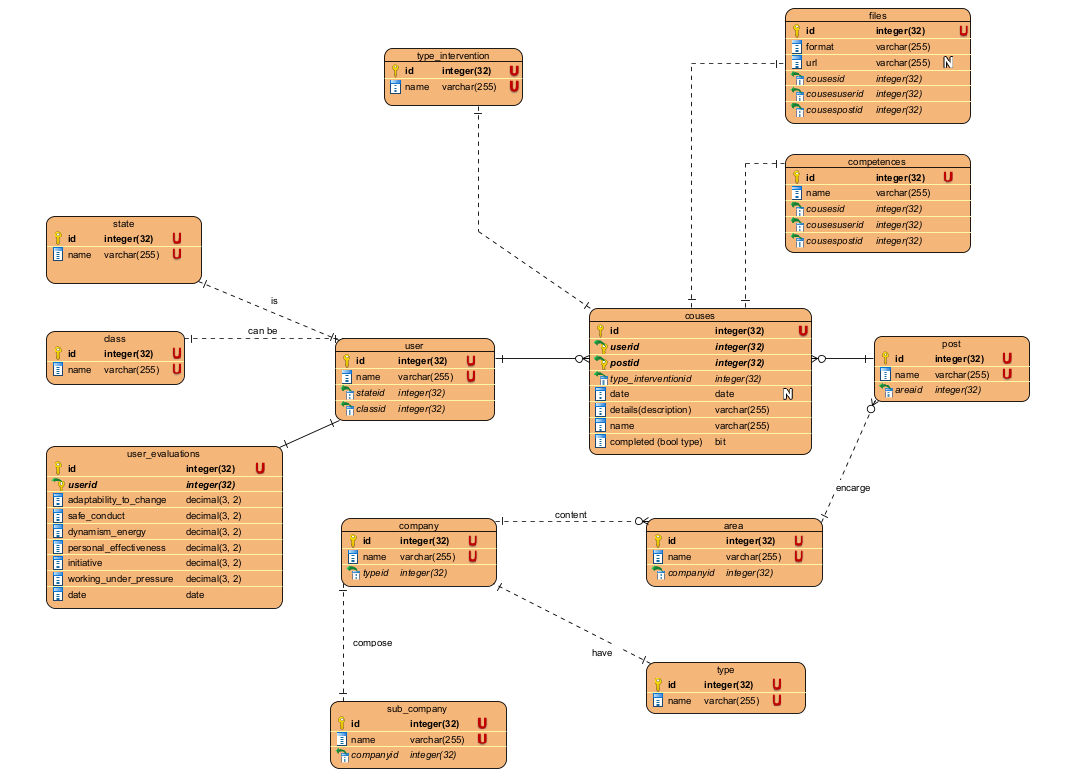 files
id integer(32) U
format varchar(255)
url varchar(255) N
cousesid integer(32)
cousesuserid integer(32)
cousespostid integer(32)
type_intervention
id integer(32) U
name varchar(255) U
competences
id integer(32) U
name varchar(255)
cousesid integer(32)
cousesuserid integer(32)
cousespostid integer(32)
state
id integer(32) U
name varchar(255) U
is
can be
class
id integer(32) U
name varchar(255) U
user
id integer(32) U
name varchar(255) U
stateid integer(32)
classid integer(32)
couses
id integer(32) U
userid integer(32)
postid integer(32)
type_interventionid integer(32)
date date N
details(description) varchar(255)
name varchar(255)
completed (bool type) bit
post
id integer(32) U
name varchar(255) U
areaid integer(32)
user_evaluations
id integer(32) U
userid integer(32)
adaptability_to_change decimal(3, 2)
safe_conduct decimal(3, 2)
dynamism_energy decimal(3, 2)
personal_effectiveness decimal(3, 2)
initiative decimal(3, 2)
working_under_pressure decimal(3, 2)
date date
encarge
content
company
id integer(32) U
name varchar(255) U
typeid integer(32)
area
id integer(32) U
name varchar(255) U
companyid integer(32)
compose
have
type
id integer(32) U
name varchar(255) U
sub_company
id integer(32) U
name varchar(255) U
companyid integer(32)